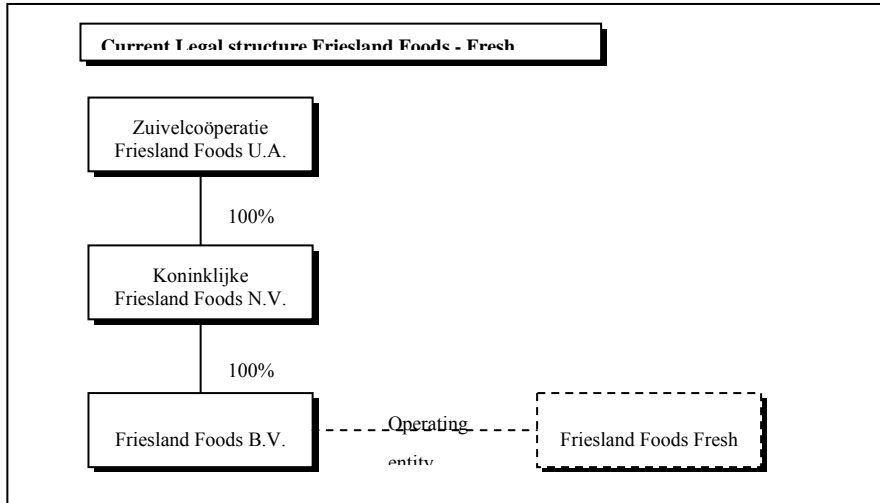 Current Legal structure Friesland Foods - Fresh
Zuivelcoöperatie
Friesland Foods U.A.
100%
Koninklijke
Friesland Foods N.V.
100%
Friesland Foods B.V.
Operating
entity
Friesland Foods Fresh